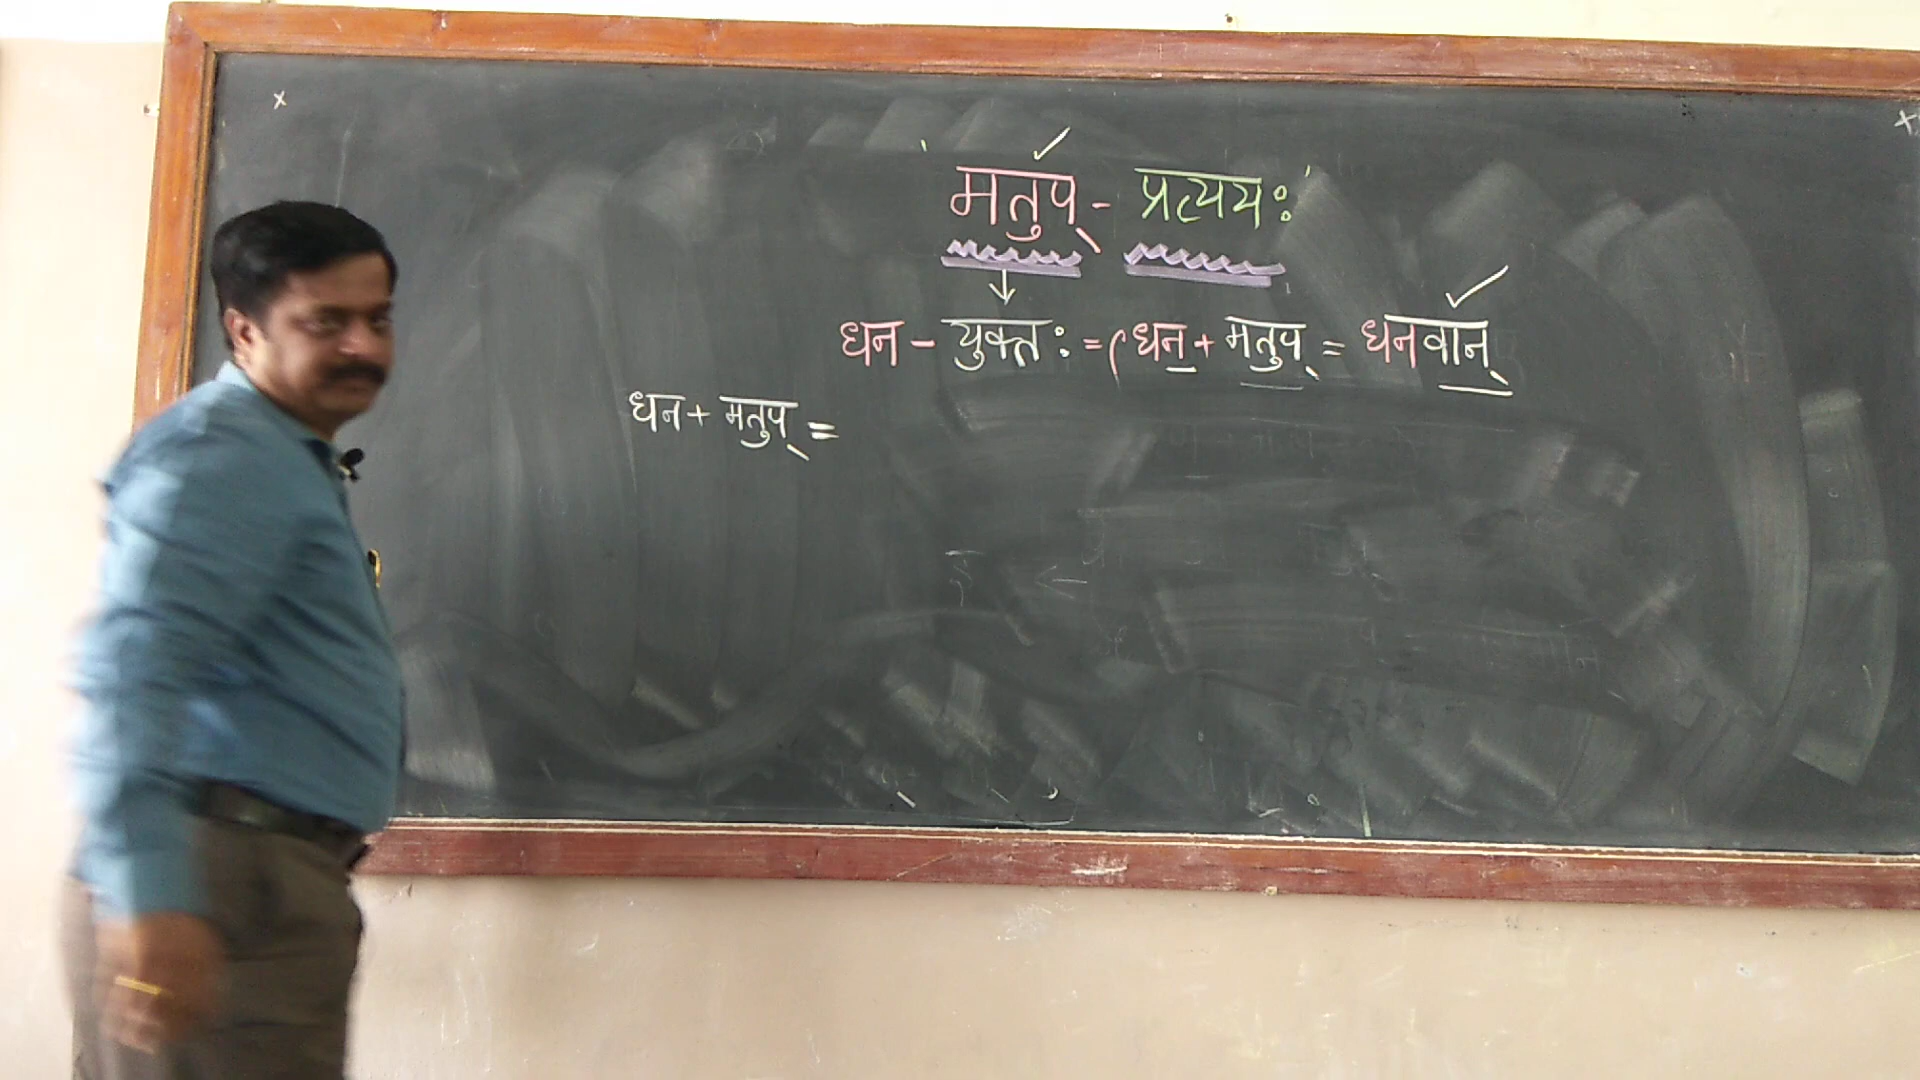 'मतुप् - प्रत्ययः'
धन - युक्तः = (धन + मतुप् = धनवान्
धन + मतुप् =